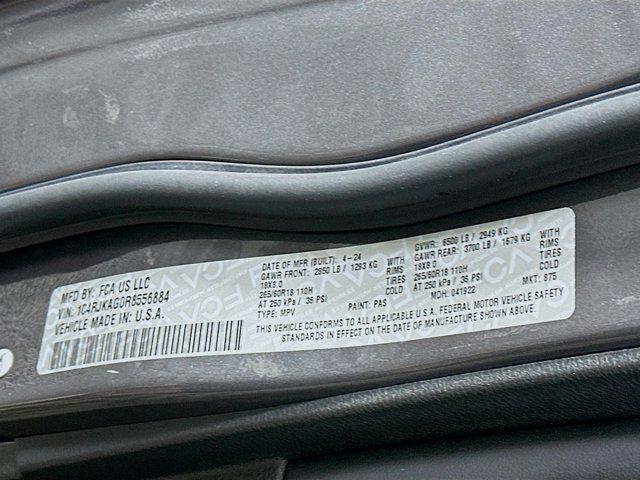 MFD BY: FCA US LLC
VIN: 1C4RJKAG0R8556884
VEHICLE MADE IN: U.S.A.
DATE OF MFR (BUILT): 4-24 GVWR: 6500 LB / 2949 KG
GAWR FRONT: 2850 LB / 1293 KG WITH GAWR REAR: 3700 LB / 1679 KG WITH
18X8.0 RIMS 18X8.0 RIMS
265/60R18 110H TIRES 265/60R18 110H TIRES
AT 250 kPa / 36 PSI COLD AT 250 kPa / 36 PSI COLD
TYPE: MPV PAINT: PAS MDH: 041922 MKT: 875
THIS VEHICLE CONFORMS TO ALL APPLICABLE U.S.A. FEDERAL MOTOR VEHICLE SAFETY
STANDARDS IN EFFECT ON THE DATE OF MANUFACTURE SHOWN ABOVE.